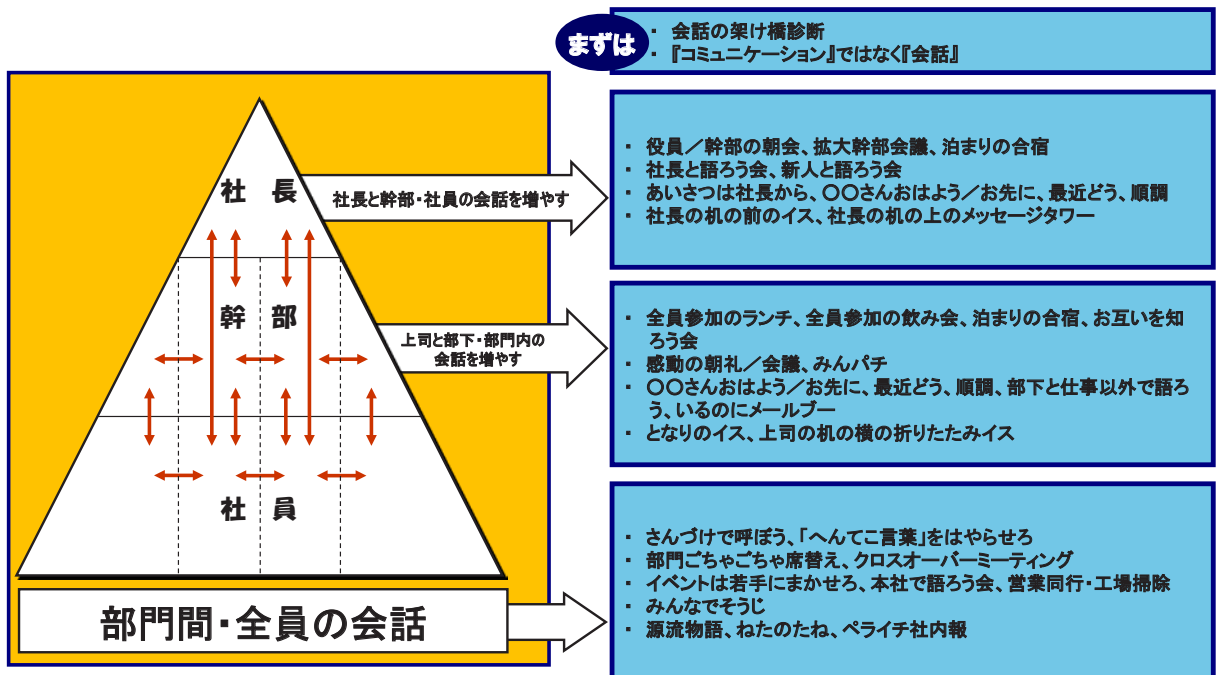 まずは
・ 会話の架け橋診断
・ 『コミュニケーション』ではなく『会話』
社 長
社長と幹部・社員の会話を増やす
・ 役員／幹部の朝会、拡大幹部会議、泊まりの合宿
・ 社長と語ろう会、新人と語ろう会
・ あいさつは社長から、〇〇さんおはよう／お先に、最近どう、順調
・ 社長の机の前のイス、社長の机の上のメッセージタワー
幹 部
上司と部下・部門内の
会話を増やす
・ 全員参加のランチ、全員参加の飲み会、泊まりの合宿、お互いを知
ろう会
・ 感動の朝礼／会議、みんパチ
・ 〇〇さんおはよう／お先に、最近どう、順調、部下と仕事以外で語ろ
う、いるのにメールブー
・ となりのイス、上司の机の横の折りたたみイス
社 員
部門間・全員の会話
・ さんづけで呼ぼう、「へんてこ言葉」をはやらせろ
・ 部門ごちゃごちゃ席替え、クロスオーバーミーティング
・ イベントは若手にまかせろ、本社で語ろう会、営業同行・工場掃除
・ みんなでそうじ
・ 源流物語、ねたのたね、ペライチ社内報